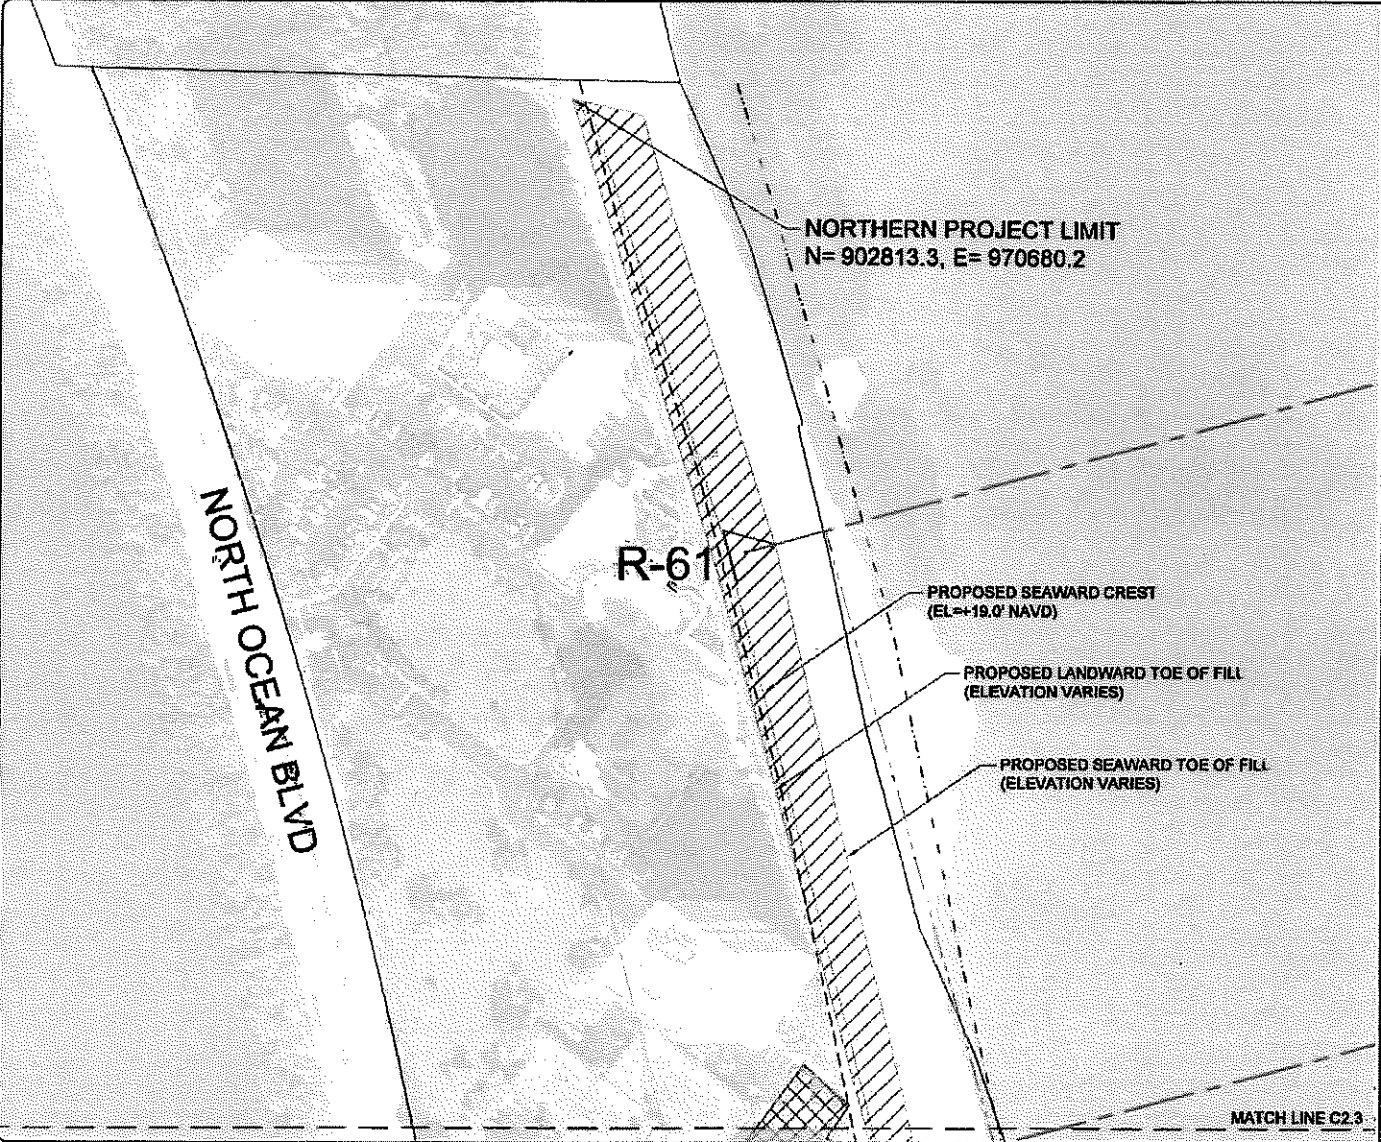 NORTHERN PROJECT LIMIT
N= 902813.3, E= 970680.2
NORTH OCEAN BLVD
R-61
PROPOSED SEAWARD CREST
(EL=+19.0' NAVD)
PROPOSED LANDWARD TOE OF FILL
(ELEVATION VARIES)
PROPOSED SEAWARD TOE OF FILL
(ELEVATION VARIES)
MATCH LINE C2.3